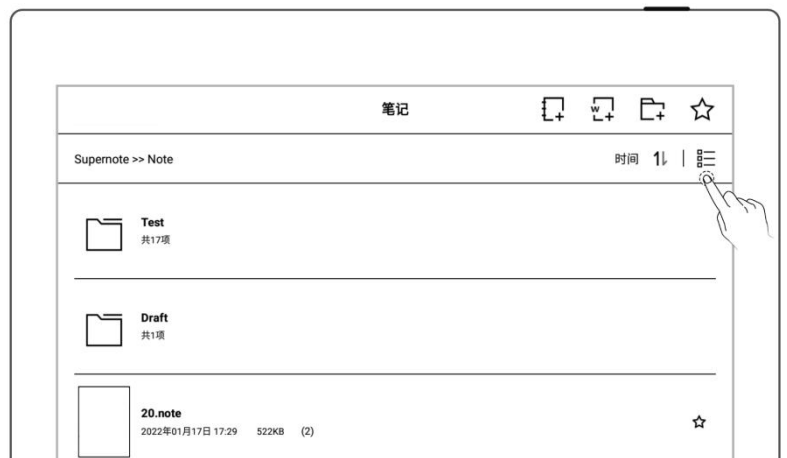 笔记
W
Supernote >> Note
时间
Test
共17项
Draft
共1项
20.note
2022年01月17日 17:29 522KB (2)